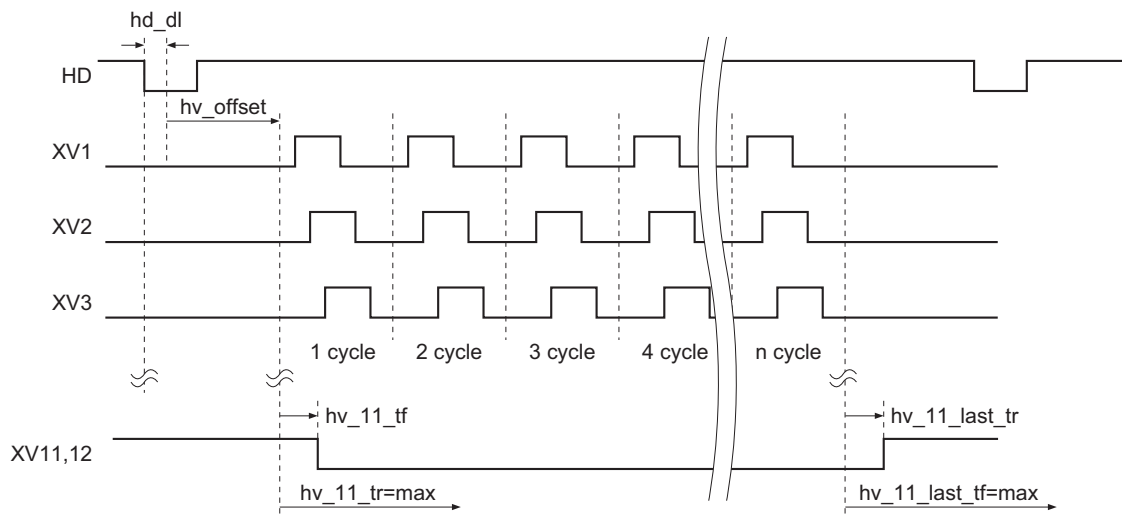 hd_dl
HD
hv_offset
XV1
XV2
XV3
1 cycle 2 cycle 3 cycle 4 cycle n cycle
hv_11_tf hv_11_last_tr
XV11,12
hv_11_tr=max hv_11_last_tf=max